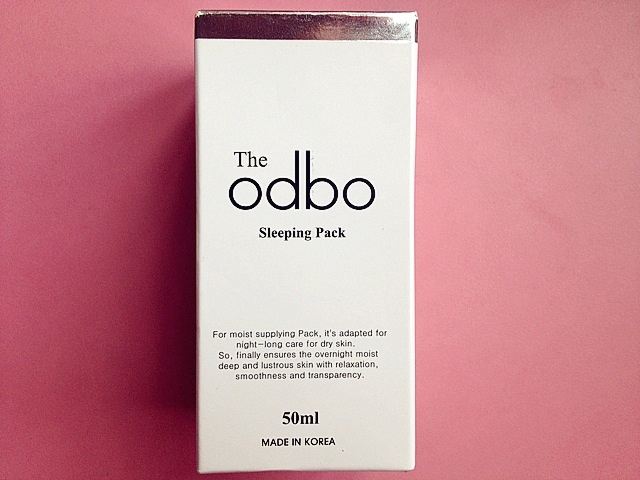 The
odbo
Sleeping Pack
For moist supplying Pack, it's adapted for
night-long care for dry skin.
So, finally ensures the overnight moist
deep and lustrous skin with relaxation,
smoothness and transparency.
50ml
MADE IN KOREA